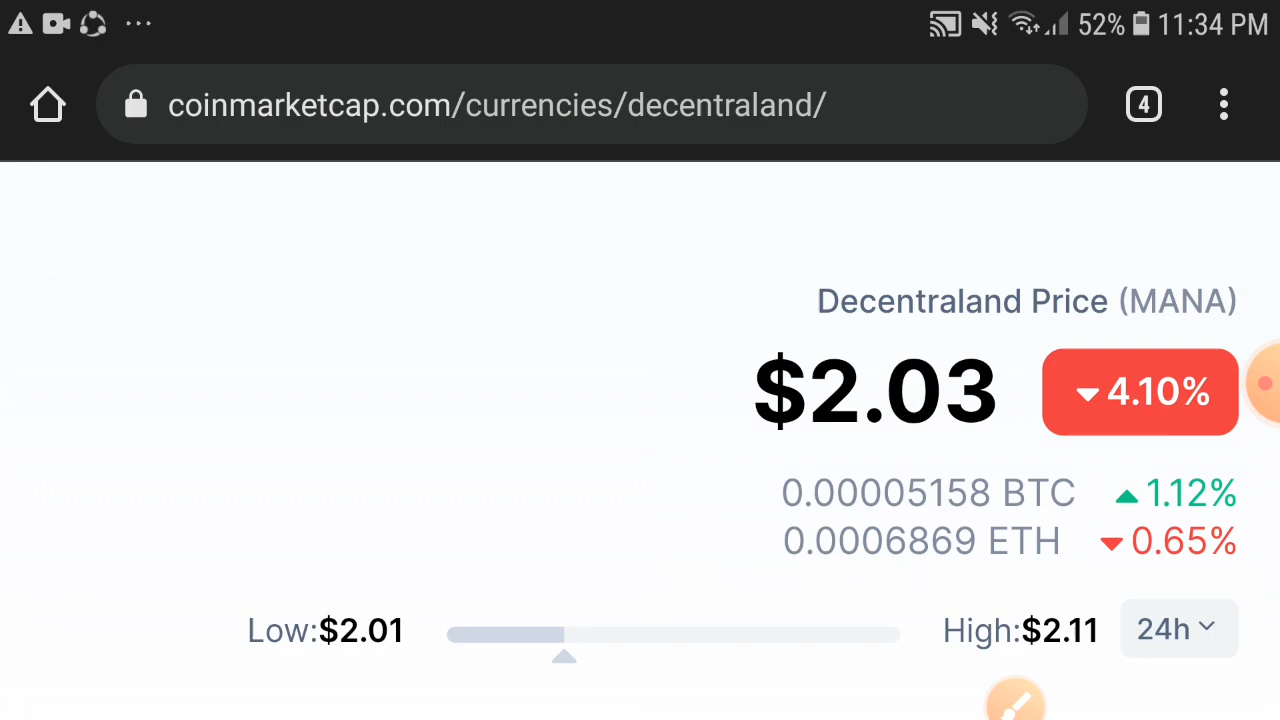 52% 11:34 PM
coinmarketcap.com/currencies/decentraland/
4
Decentraland Price (MANA)
$2.03 4.10%
0.00005158 BTC 1.12%
0.0006869 ETH 0.65%
Low:$2.01 High:$2.11 24h